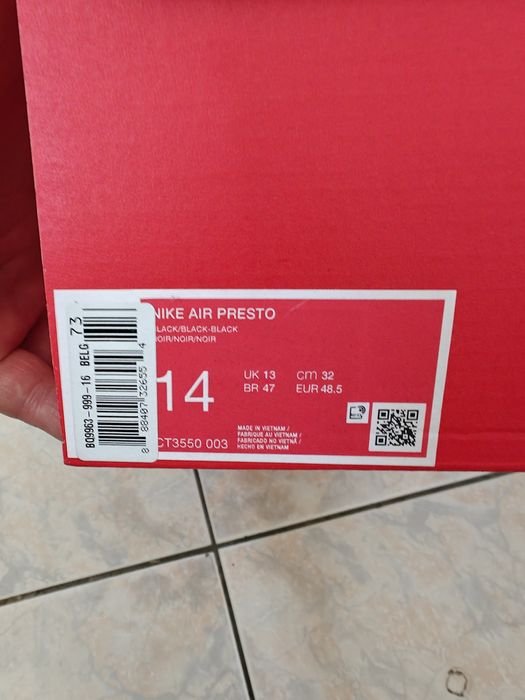 NIKE AIR PRESTO
BLACK/BLACK-BLACK
NOIR/NOIR/NOIR
14
UK 13
cm 32
BR 47
EUR 48.5
CT3550 003
MADE IN VIETNAM /
FABRIQUE AU VIETNAM /
FABRICADO NO VIETNÃ /
HECHO EN VIETNAM
BQ9963-999-16 BELG 73
8 88407 32655 4